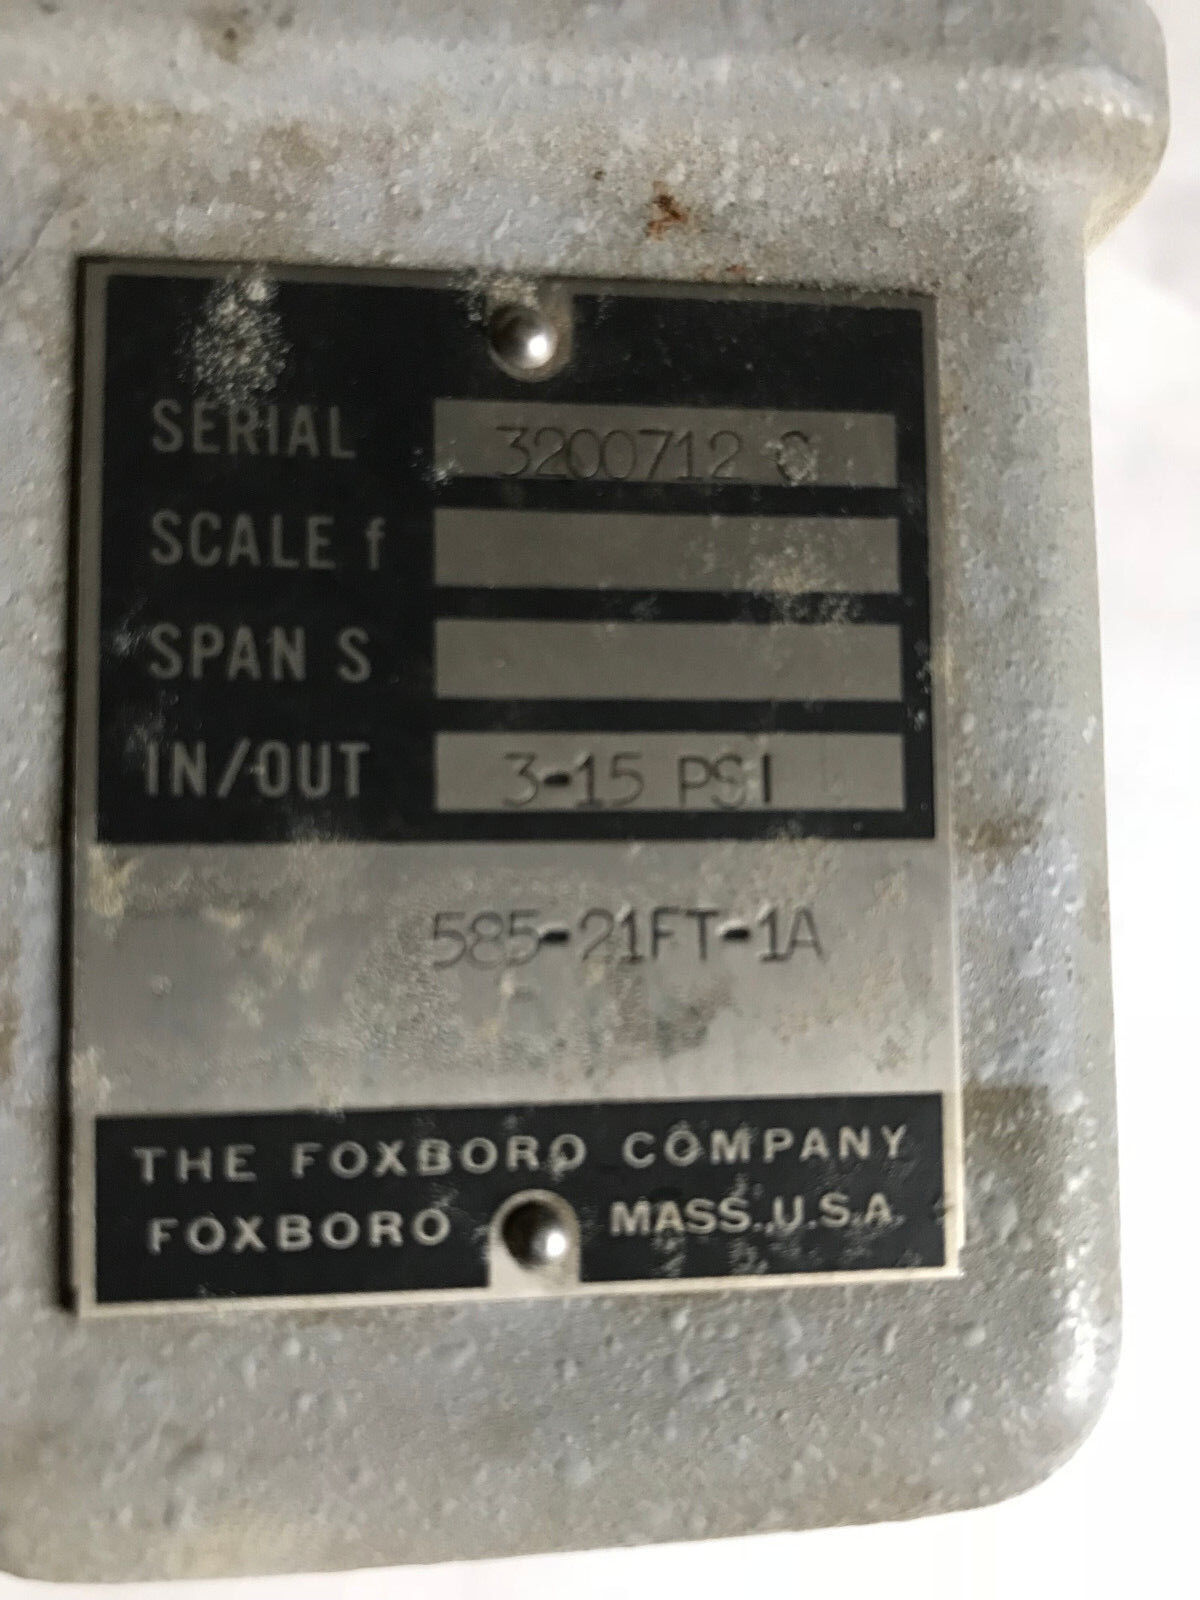 SERIAL 3200712 C
SCALE f
SPAN S
IN/OUT 3-15 PSI
585-21FT-1A
THE FOXBORO COMPANY
FOXBORO MASS., U.S.A.